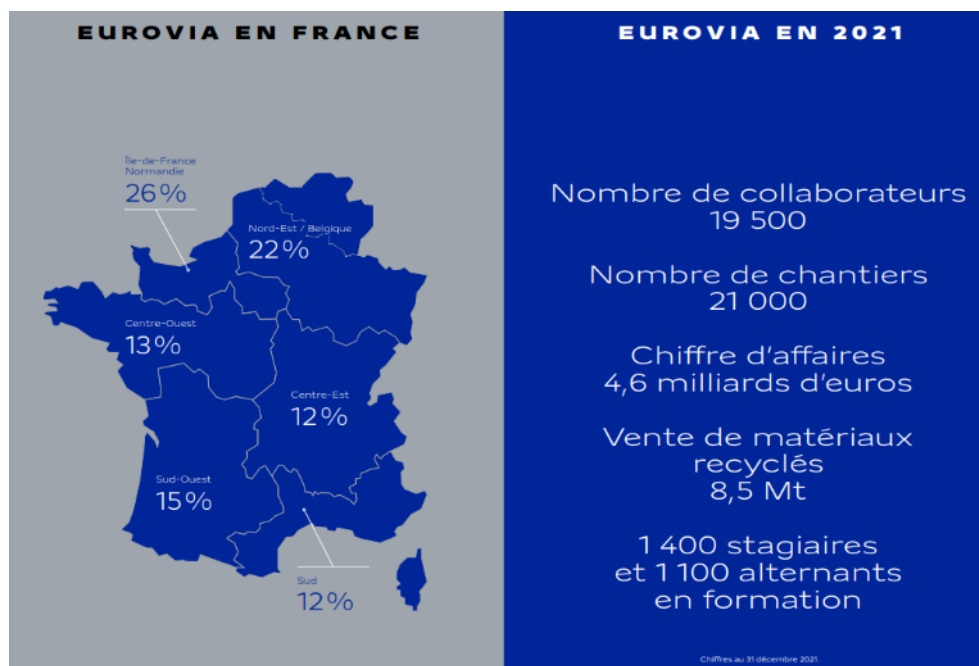 EUROVIA EN FRANCE
Île-de-France
Normandie
26 %
Nord-Est / Belgique
22 %
Centre-Ouest
13 %
Centre-Est
12 %
Sud-Ouest
15 %
Sud
12 %
EUROVIA EN 2021
Nombre de collaborateurs
19 500
Nombre de chantiers
21 000
Chiffre d'affaires
4,6 milliards d'euros
Vente de matériaux
recyclés
8,5 Mt
1 400 stagiaires
et 1 100 alternants
en formation
Chiffres au 31 décembre 2021.